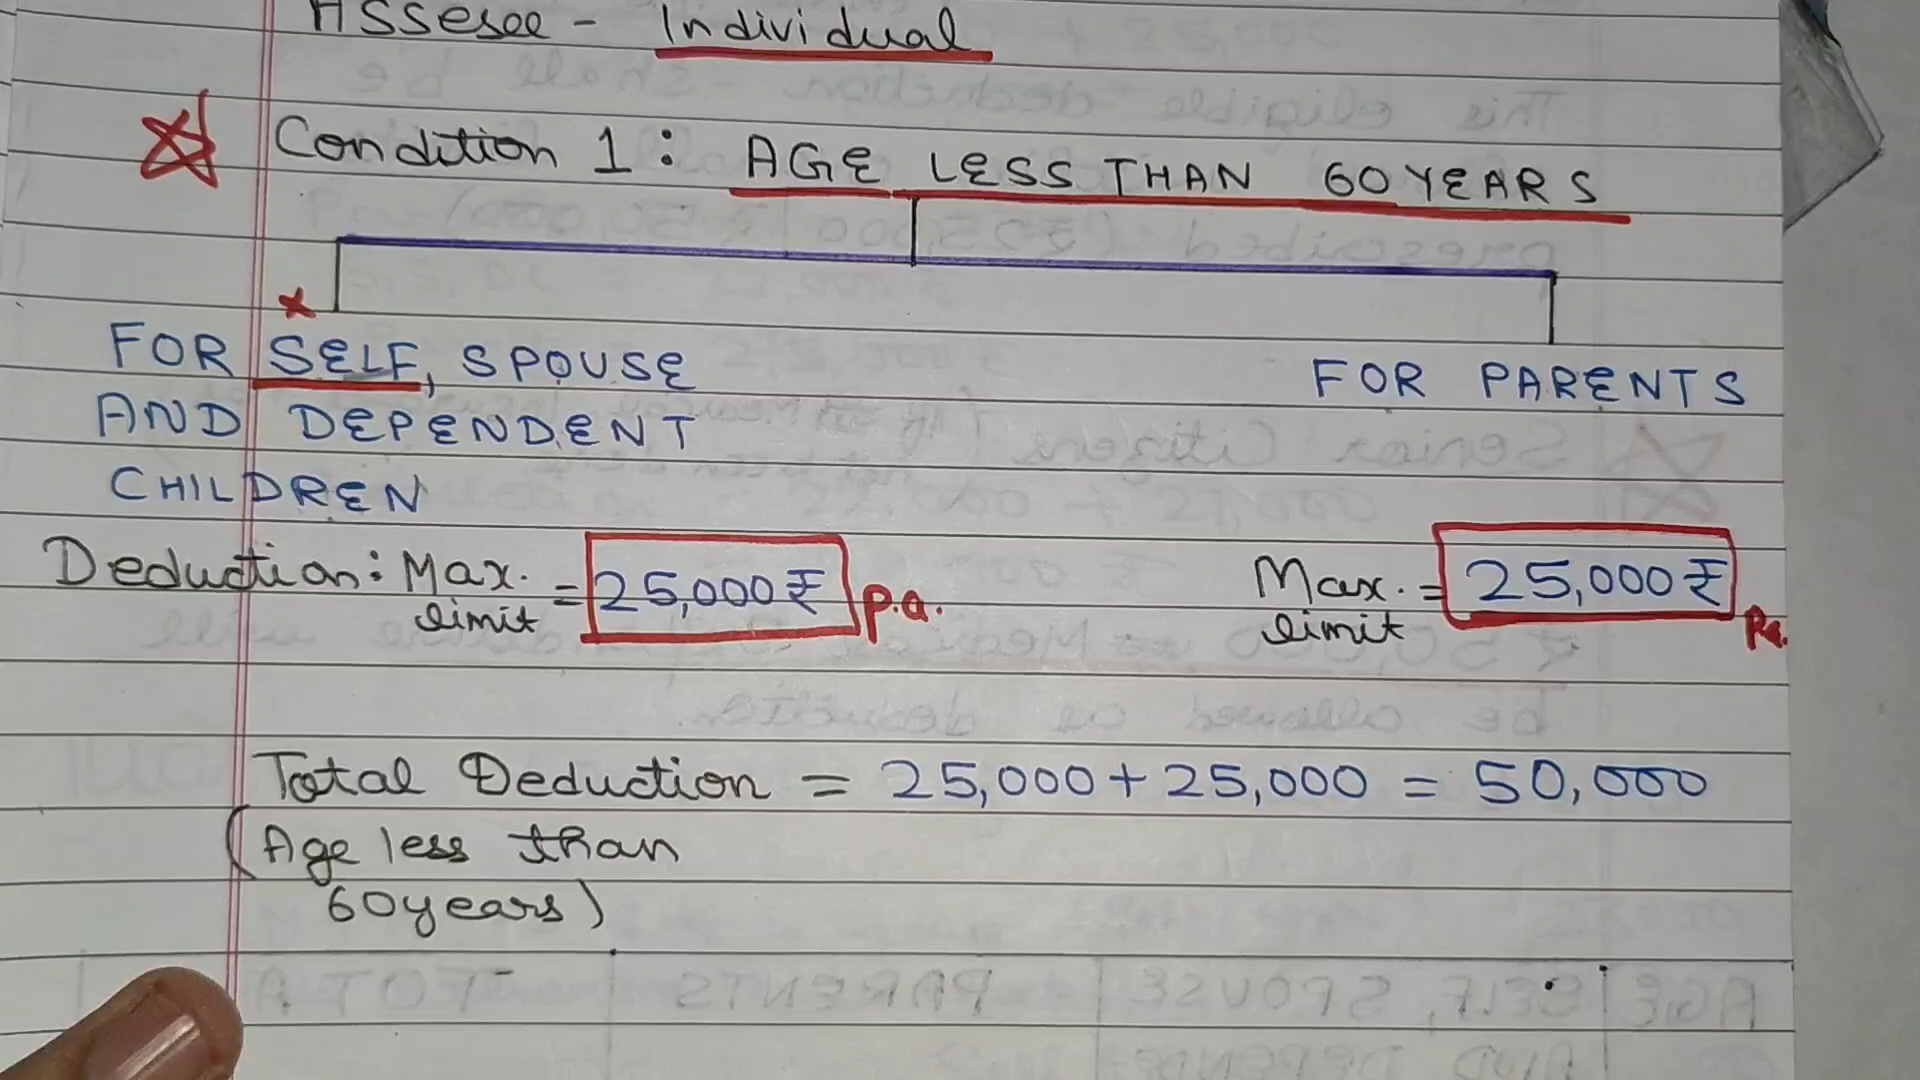 Assesee - Individual
Condition 1 : AGE LESS THAN 60 YEARS
FOR SELF, SPOUSE
AND DEPENDENT
CHILDREN
FOR PARENTS
Deduction: Max. limit = 25,000₹ p.a.
Max. limit = 25,000₹ Pa.
Total Deduction = 25,000 + 25,000 = 50,000
(Age less than
60 years)